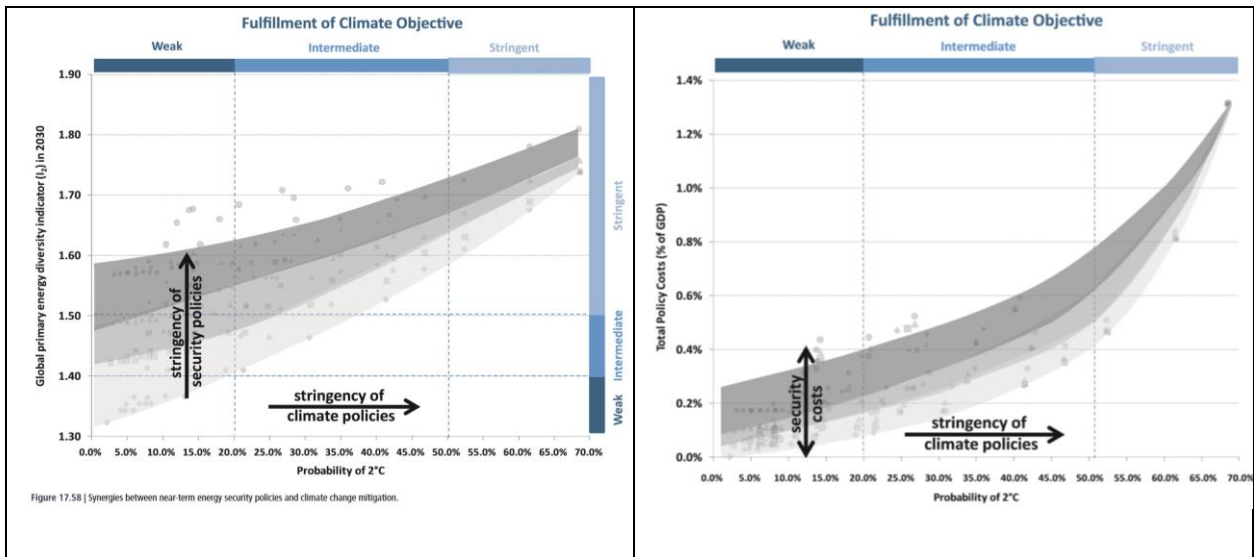 Fulfillment of Climate Objective
Weak Intermediate Stringent
1.90
1.80
1.70
1.60
1.50
1.40
1.30
Global primary energy diversity indicator (I₂) in 2030
stringency of
security policies
stringency of
climate policies
Stringent
Intermediate
Weak
0.0% 5.0% 10.0% 15.0% 20.0% 25.0% 30.0% 35.0% 40.0% 45.0% 50.0% 55.0% 60.0% 65.0% 70.0%
Probability of 2°C
Figure 17.58 | Synergies between near-term energy security policies and climate change mitigation.
Fulfillment of Climate Objective
Weak Intermediate Stringent
1.4%
1.2%
1.0%
0.8%
0.6%
0.4%
0.2%
0.0%
Total Policy Costs (% of GDP)
security
costs
stringency of
climate policies
0.0% 5.0% 10.0% 15.0% 20.0% 25.0% 30.0% 35.0% 40.0% 45.0% 50.0% 55.0% 60.0% 65.0% 70.0%
Probability of 2°C